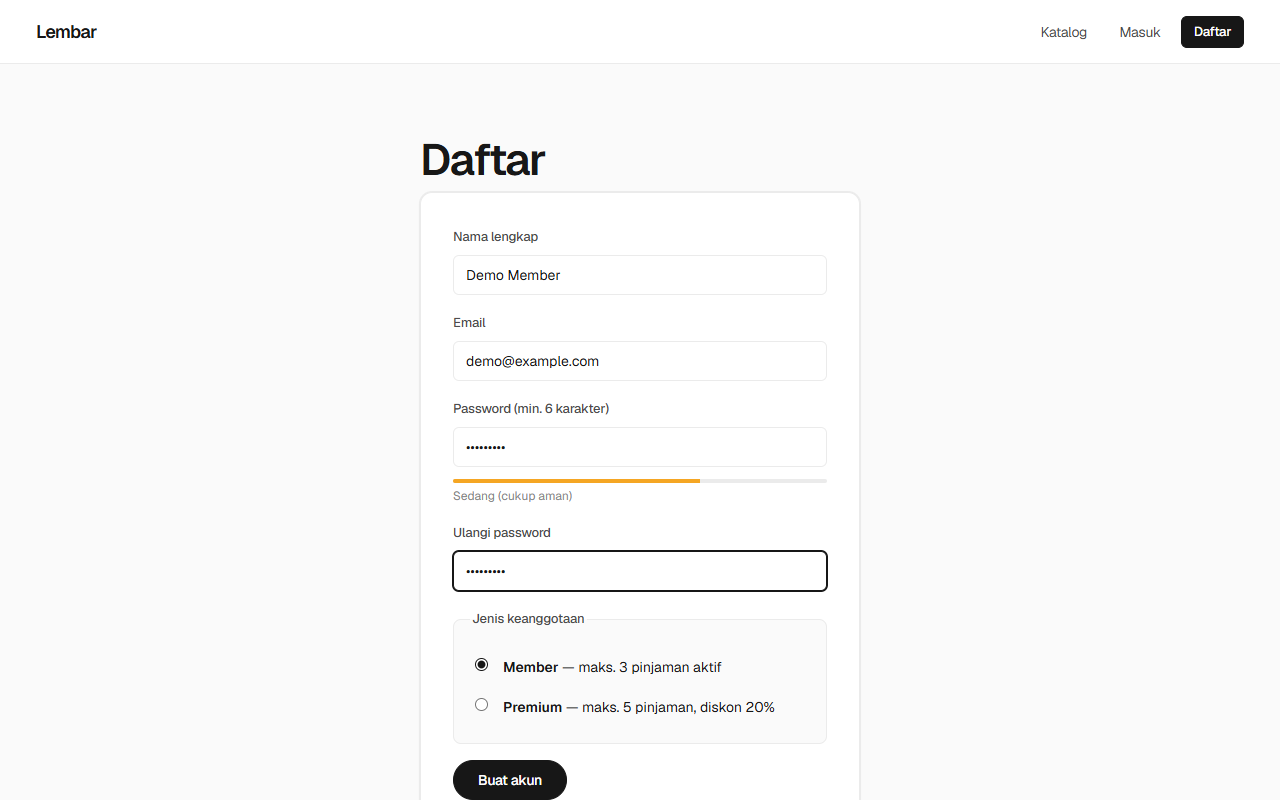 Lembar
Katalog
Masuk
Daftar
Daftar
Nama lengkap
Demo Member
Email
demo@example.com
Password (min. 6 karakter)
•••••••••
Sedang (cukup aman)
Ulangi password
•••••••••
Jenis keanggotaan
Member — maks. 3 pinjaman aktif
Premium — maks. 5 pinjaman, diskon 20%
Buat akun